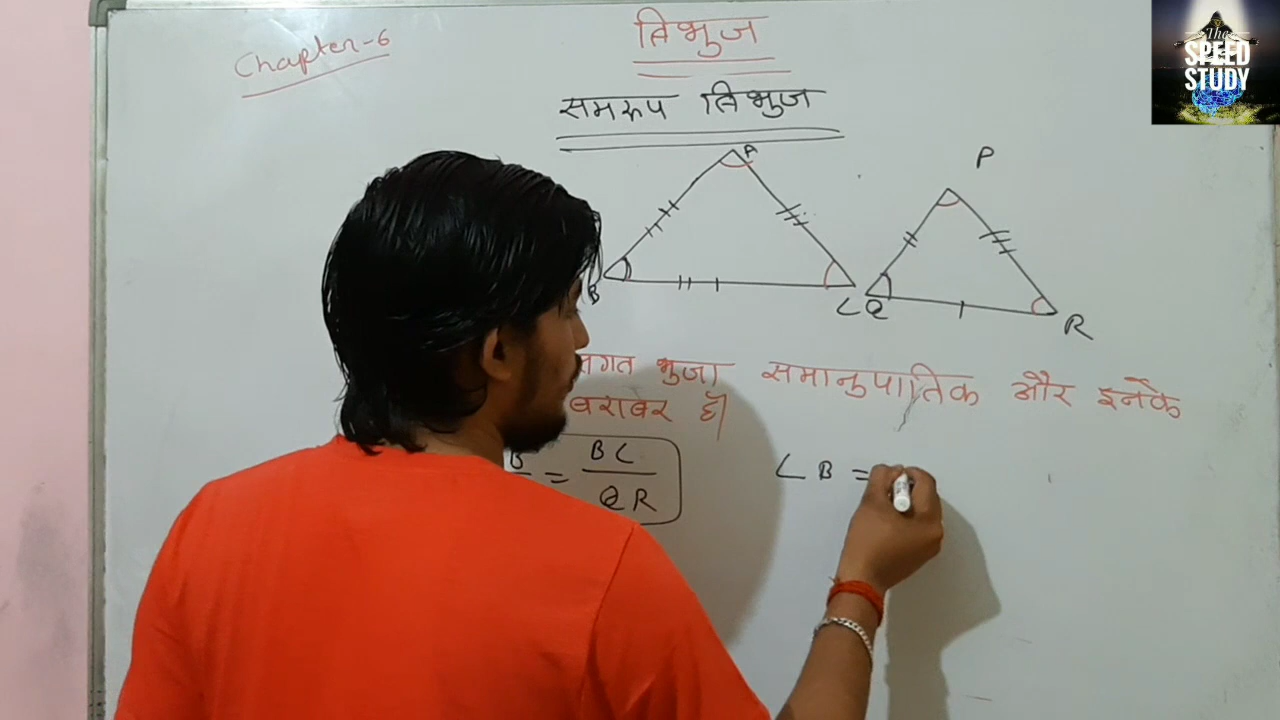 Chapter-6
त्रिभुज
समरूप त्रिभुज
A
P
B
C
Q
R
भुजा समानुपातिक और इनके
बराबर हो
B = BC
QR
∠B =
The
SPEED
STUDY